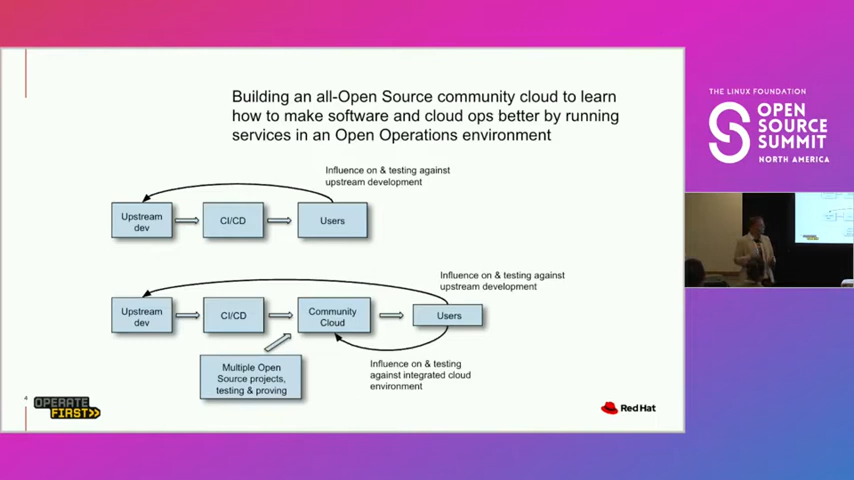 Building an all-Open Source community cloud to learn
how to make software and cloud ops better by running
services in an Open Operations environment
Influence on & testing against
upstream development
Upstream
dev
CI/CD
Users
Influence on & testing against
upstream development
Upstream
dev
CI/CD
Community
Cloud
Users
Multiple Open
Source projects,
testing & proving
Influence on & testing
against integrated cloud
environment
4
OPERATE
FIRST
Red Hat
THE LINUX FOUNDATION
OPEN
SOURCE
SUMMIT
NORTH AMERICA